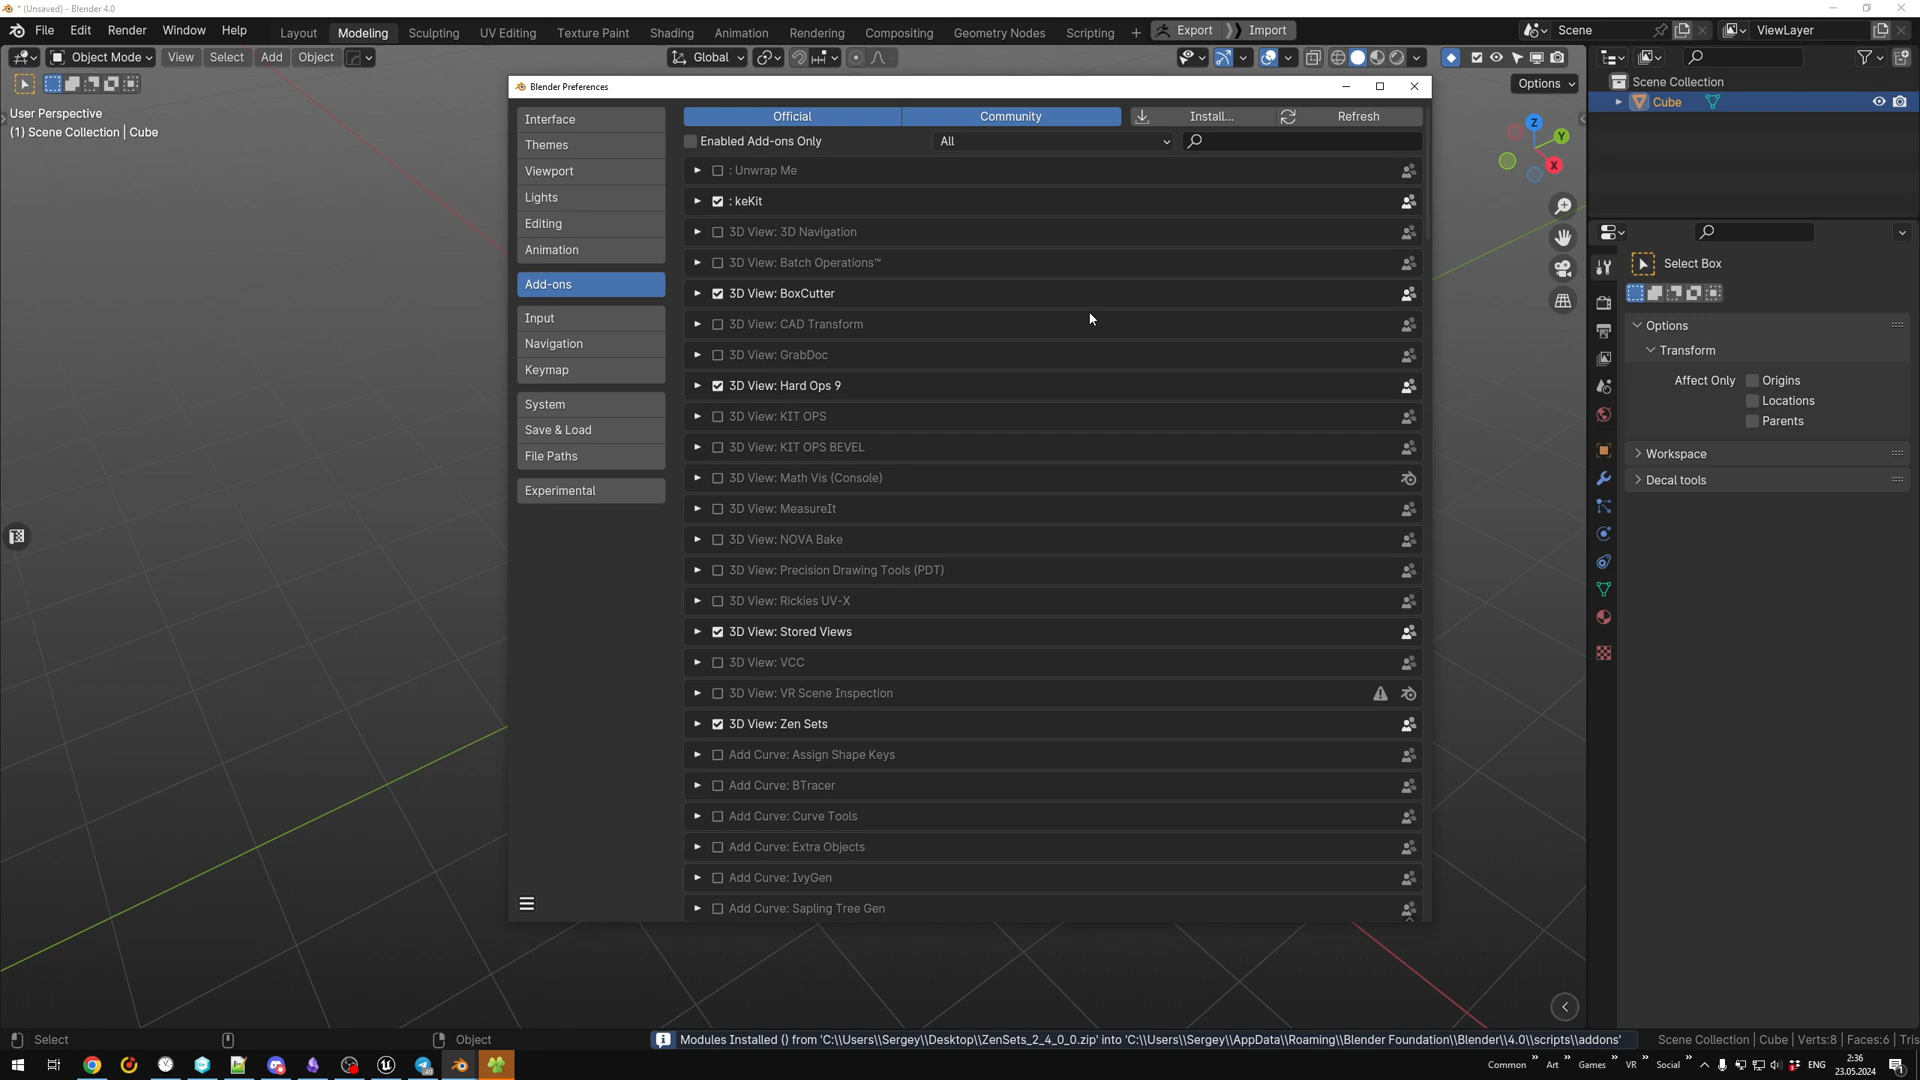 * (Unsaved) - Blender 4.0
File Edit Render Window Help Layout Modeling Sculpting UV Editing Texture Paint Shading Animation Rendering Compositing Geometry Nodes Scripting + Export Import Scene ViewLayer
Object Mode View Select Add Object Global
Options
User Perspective
(1) Scene Collection | Cube
Blender Preferences
Interface
Themes
Viewport
Lights
Editing
Animation
Add-ons
Input
Navigation
Keymap
System
Save & Load
File Paths
Experimental
Official Community Install... Refresh
Enabled Add-ons Only All
: Unwrap Me
: keKit
3D View: 3D Navigation
3D View: Batch Operations™
3D View: BoxCutter
3D View: CAD Transform
3D View: GrabDoc
3D View: Hard Ops 9
3D View: KIT OPS
3D View: KIT OPS BEVEL
3D View: Math Vis (Console)
3D View: MeasureIt
3D View: NOVA Bake
3D View: Precision Drawing Tools (PDT)
3D View: Rickies UV-X
3D View: Stored Views
3D View: VCC
3D View: VR Scene Inspection
3D View: Zen Sets
Add Curve: Assign Shape Keys
Add Curve: BTracer
Add Curve: Curve Tools
Add Curve: Extra Objects
Add Curve: IvyGen
Add Curve: Sapling Tree Gen
Z
Y
X
Scene Collection
Cube
Select Box
Options
Transform
Affect Only Origins
Locations
Parents
Workspace
Decal tools
Select Object Modules Installed () from 'C:\\Users\\Sergey\\Desktop\\ZenSets_2_4_0_0.zip' into 'C:\\Users\\Sergey\\AppData\\Roaming\\Blender Foundation\\Blender\\4.0\\scripts\\addons' Scene Collection | Cube | Verts:8 | Faces:6 | Tris
Common Art Games VR Social ENG
2:36
23.05.2024